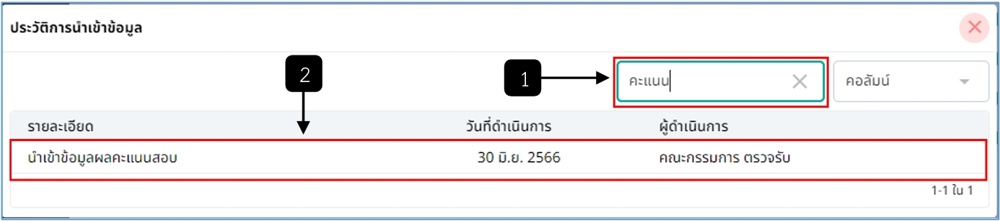 ประวัติการนำเข้าข้อมูล
2
1
คะแนน
คอลัมน์
รายละเอียด วันที่ดำเนินการ ผู้ดำเนินการ
นำเข้าข้อมูลผลคะแนนสอบ 30 มิ.ย. 2566 คณะกรรมการ ตรวจรับ
1-1 ใน 1